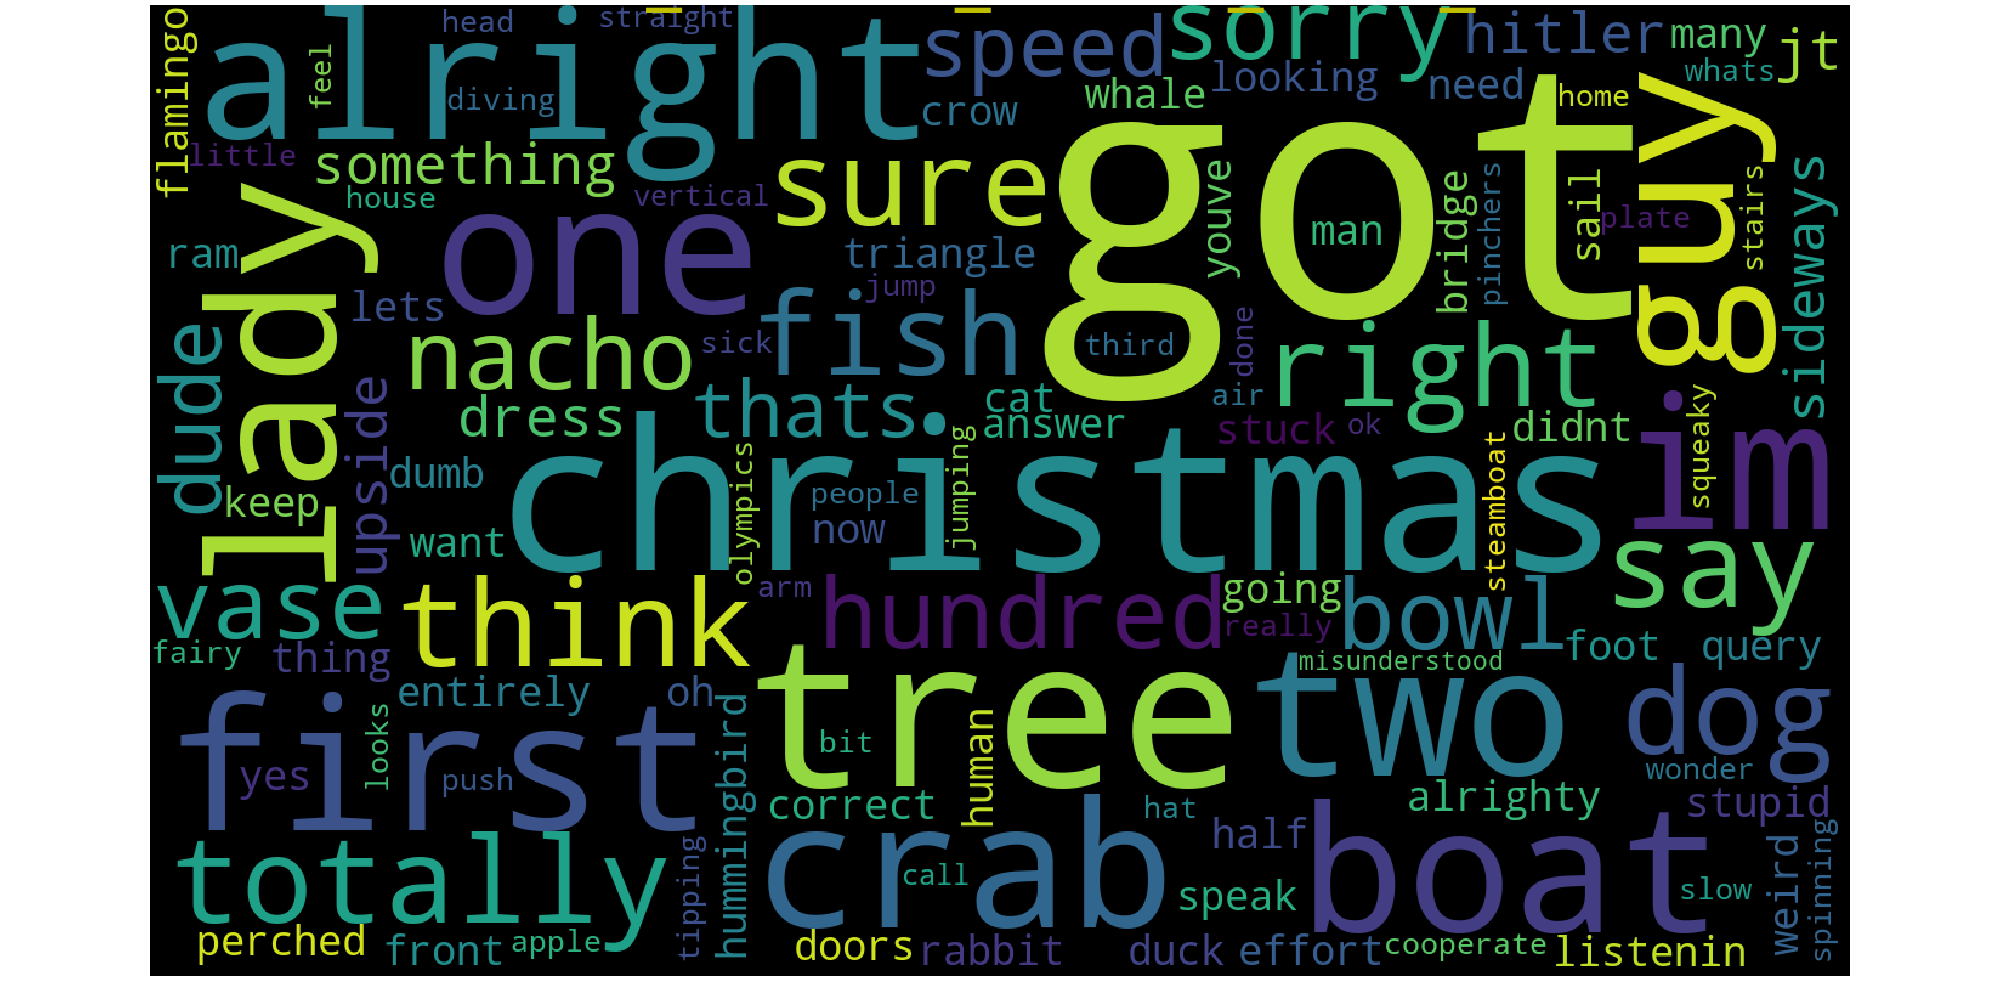 flamingo
alright
head
straight
feel
diving
speed
sorry
hitler
many
jt
whats
looking
need
home
whale
crow
got
guy
little
something
house
vertical
sure
youve
man
bridge
pinchers
sail
plate
stairs
sideways
lady
one
ram
triangle
lets
jump
dude
nacho
sick
fish
third
done
right
upside
dress
thats
cat
answer
air
stuck
ok
didnt
squeaky
im
keep
dumb
christmas
olympics
people
now
jumping
steamboat
want
say
vase
think
arm
hundred
going
really
bowl
foot
query
fairy
thing
misunderstood
entirely
oh
tree
two
dog
first
looks
hummingbird
bit
human
wonder
yes
push
correct
hat
alrighty
stupid
totally
tipping
crab
call
half
boat
slow
weird
spinning
speak
perched
front
apple
doors
rabbit
duck
effort
cooperate
listenin